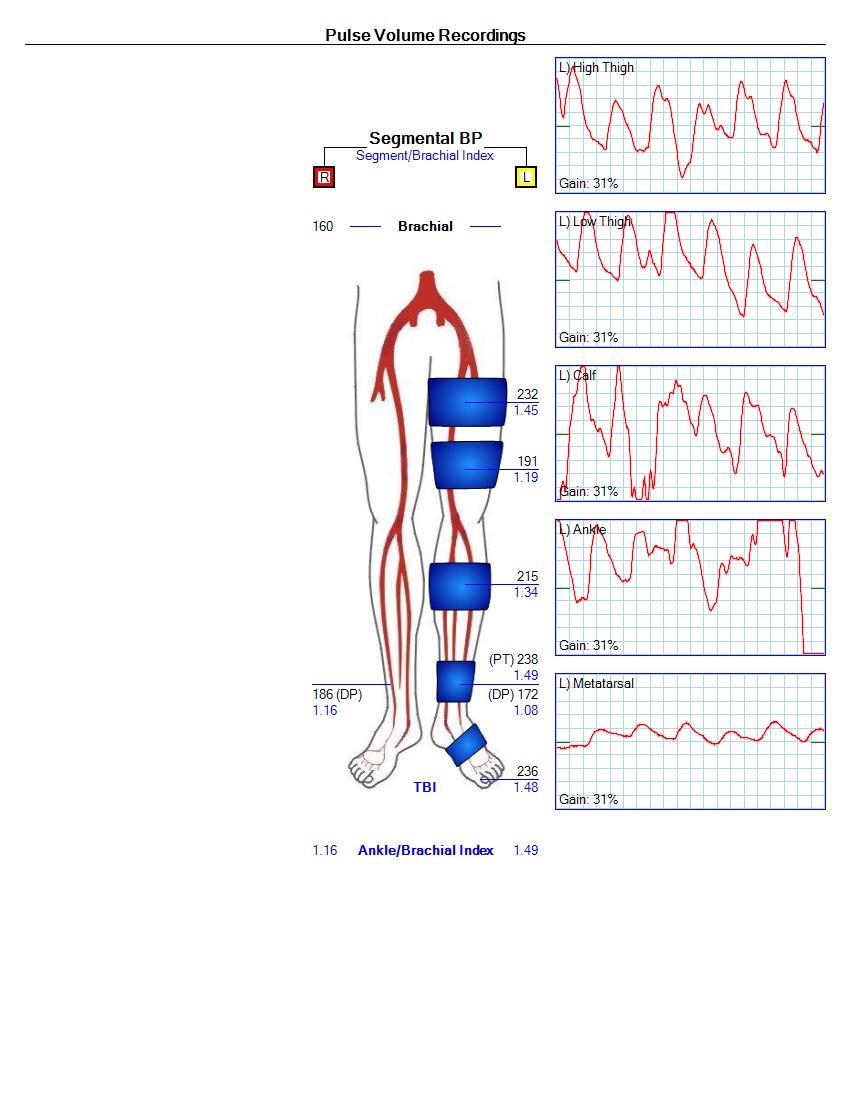 Pulse Volume Recordings
Segmental BP
Segment/Brachial Index
R
L
160
Brachial
232
1.45
191
1.19
215
1.34
(PT) 238
1.49
186 (DP)
(DP) 172
1.16
1.08
236
TBI
1.48
1.16
Ankle/Brachial Index
1.49
L) High Thigh
Gain: 31%
L) Low Thigh
Gain: 31%
L) Calf
Gain: 31%
L) Ankle
Gain: 31%
L) Metatarsal
Gain: 31%